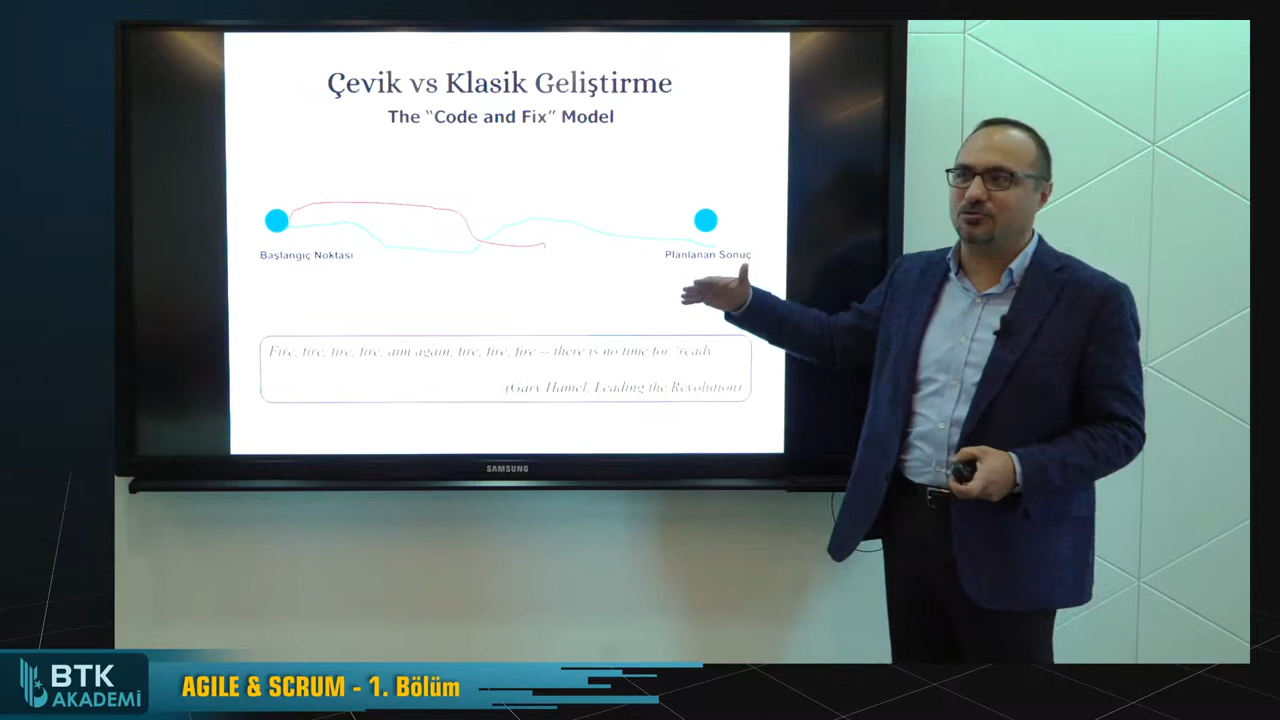 Çevik vs Klasik Geliştirme
The “Code and Fix” Model
Başlangıç Noktası
Planlanan Sonuç
Fire, fire, fire, fire, aim again, fire, fire, fire -- there is no time for "ready
(Gary Hamel, Leading the Revolution)
SAMSUNG
BTK
AKADEMİ
AGILE & SCRUM - 1. Bölüm